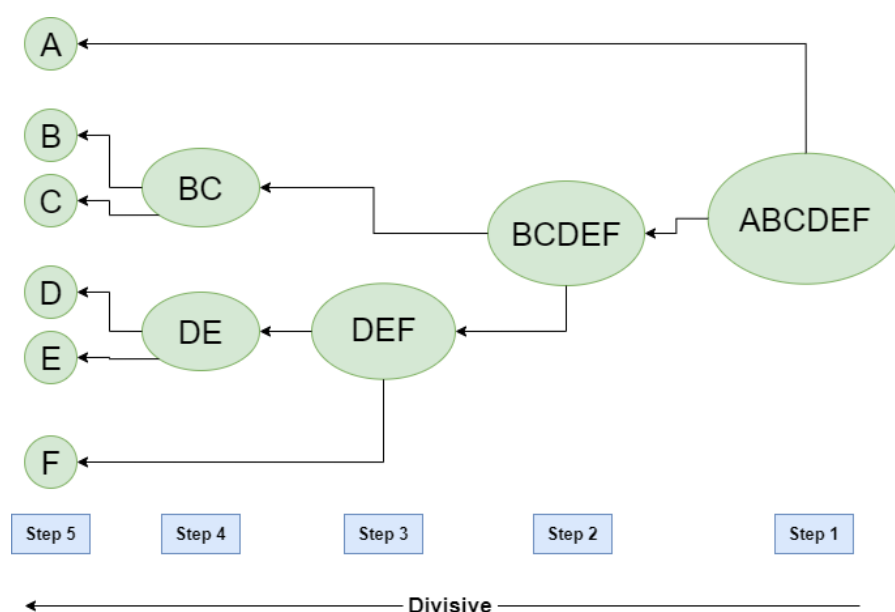 A
B
C
BC
BCDEF
ABCDEF
D
E
DE
DEF
F
Step 5
Step 4
Step 3
Step 2
Step 1
Divisive